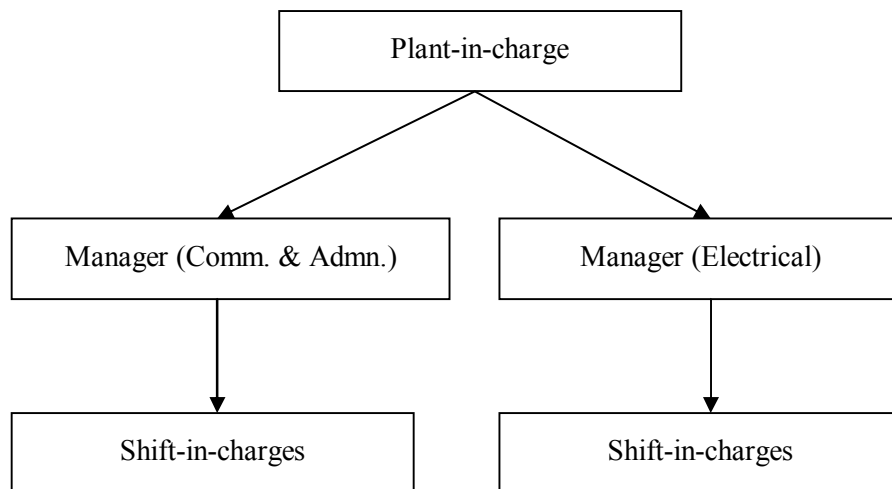 Plant-in-charge
Manager (Comm. & Admn.)
Manager (Electrical)
Shift-in-charges
Shift-in-charges